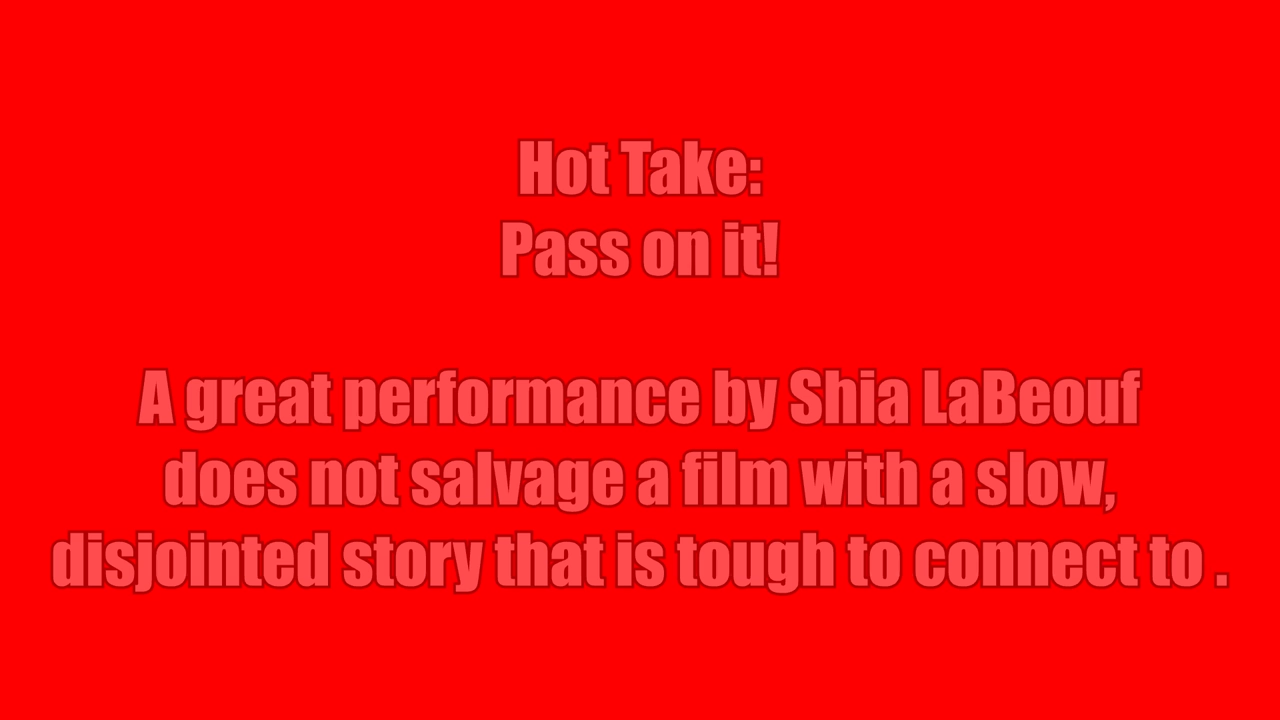 Hot Take:
Pass on it!
A great performance by Shia LaBeouf
does not salvage a film with a slow,
disjointed story that is tough to connect to .